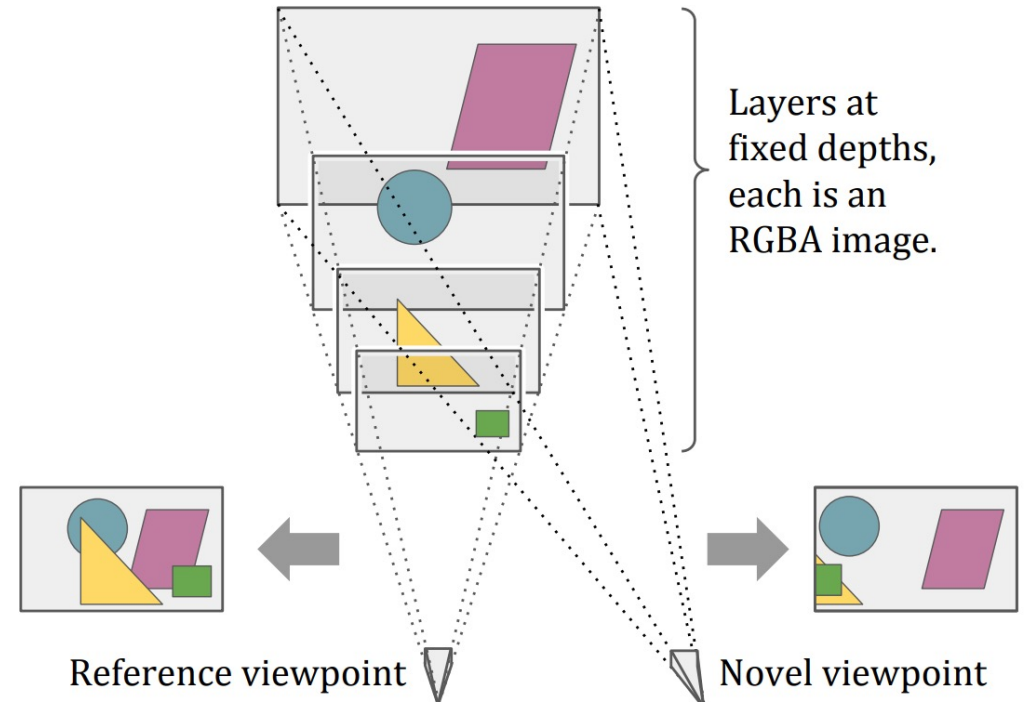 Layers at
fixed depths,
each is an
RGBA image.
Reference viewpoint
Novel viewpoint